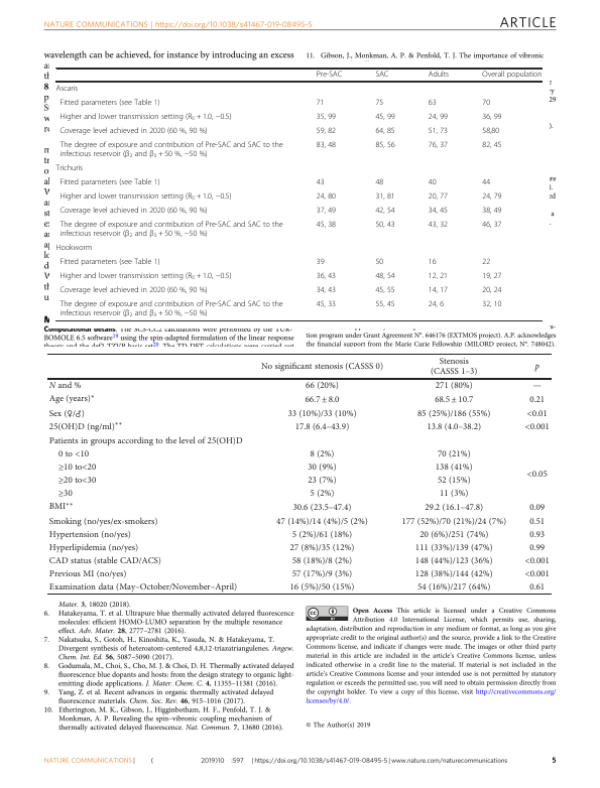 NATURE COMMUNICATIONS | https://doi.org/10.1038/s41467-019-08495-5 ARTICLE
wavelength can be achieved, for instance by introducing an excess
11. Gibson, J., Monkman, A. P. & Penfold, T. J. The importance of vibronic
Pre-SAC SAC Adults Overall population
Ascaris
Fitted parameters (see Table 1) 71 75 63 70
Higher and lower transmission setting (R0 + 1.0, −0.5) 35, 99 45, 99 24, 99 36, 99
Coverage level achieved in 2020 (60 %, 90 %) 59, 82 64, 85 51, 73 58,80
The degree of exposure and contribution of Pre-SAC and SAC to the 83, 48 85, 56 76, 37 82, 45
infectious reservoir (β2 and β3 + 50 %, −50 %)
Trichuris
Fitted parameters (see Table 1) 43 48 40 44
Higher and lower transmission setting (R0 + 1.0, −0.5) 24, 80 31, 81 20, 77 24, 79
Coverage level achieved in 2020 (60 %, 90 %) 37, 49 42, 54 34, 45 38, 49
The degree of exposure and contribution of Pre-SAC and SAC to the 45, 38 50, 43 43, 32 46, 37
infectious reservoir (β2 and β3 + 50 %, −50 %)
Hookworm
Fitted parameters (see Table 1) 39 50 16 22
Higher and lower transmission setting (R0 + 1.0, −0.5) 36, 43 48, 54 12, 21 19, 27
Coverage level achieved in 2020 (60 %, 90 %) 34, 43 45, 55 14, 17 20, 24
The degree of exposure and contribution of Pre-SAC and SAC to the 45, 33 55, 45 24, 6 32, 10
infectious reservoir (β2 and β3 + 50 %, −50 %)
Computational details. The SCS-CC2 calculations were performed by the TUR-
BOMOLE 6.5 software19 using the spin-adapted formulation of the linear response
tion program under Grant Agreement N°. 646176 (EXTMOS project). A.P. acknowledges
the financial support from the Marie Curie Fellowship (MILORD project, N°. 748042).
No significant stenosis (CASSS 0) Stenosis (CASSS 1–3) p
N and % 66 (20%) 271 (80%) —
Age (years)* 66.7 ± 8.0 68.5 ± 10.7 0.21
Sex (♀/♂) 33 (10%)/33 (10%) 85 (25%)/186 (55%) <0.01
25(OH)D (ng/ml)** 17.8 (6.4–43.9) 13.8 (4.0–38.2) <0.001
Patients in groups according to the level of 25(OH)D
0 to <10 8 (2%) 70 (21%)
≥10 to<20 30 (9%) 138 (41%)
≥20 to<30 23 (7%) 52 (15%) <0.05
≥30 5 (2%) 11 (3%)
BMI** 30.6 (23.5–47.4) 29.2 (16.1–47.8) 0.09
Smoking (no/yes/ex-smokers) 47 (14%)/14 (4%)/5 (2%) 177 (52%)/70 (21%)/24 (7%) 0.51
Hypertension (no/yes) 5 (2%)/61 (18%) 20 (6%)/251 (74%) 0.93
Hyperlipidemia (no/yes) 27 (8%)/35 (12%) 111 (33%)/139 (47%) 0.99
CAD status (stable CAD/ACS) 58 (18%)/8 (2%) 148 (44%)/123 (36%) <0.001
Previous MI (no/yes) 57 (17%)/9 (3%) 128 (38%)/144 (42%) <0.001
Examination data (May–October/November–April) 16 (5%)/50 (15%) 54 (16%)/217 (64%) 0.61
Mater. 3, 18020 (2018).
6. Hatakeyama, T. et al. Ultrapure blue thermally activated delayed fluorescence
molecules: efficient HOMO-LUMO separation by the multiple resonance
effect. Adv. Mater. 28, 2777–2781 (2016).
7. Nakatsuka, S., Gotoh, H., Kinoshita, K., Yasuda, N. & Hatakeyama, T.
Divergent synthesis of heteroatom-centered 4,8,12-triazatriangulenes. Angew.
Chem. Int. Ed. 56, 5087–5090 (2017).
8. Godumala, M., Choi, S., Cho, M. J. & Choi, D. H. Thermally activated delayed
fluorescence blue dopants and hosts: from the design strategy to organic light-
emitting diode applications. J. Mater. Chem. C. 4, 11355–11381 (2016).
9. Yang, Z. et al. Recent advances in organic thermally activated delayed
fluorescence materials. Chem. Soc. Rev. 46, 915–1016 (2017).
10. Etherington, M. K., Gibson, J., Higginbotham, H. F., Penfold, T. J. &
Monkman, A. P. Revealing the spin–vibronic coupling mechanism of
thermally activated delayed fluorescence. Nat. Commun. 7, 13680 (2016).
Open Access This article is licensed under a Creative Commons
Attribution 4.0 International License, which permits use, sharing,
adaptation, distribution and reproduction in any medium or format, as long as you give
appropriate credit to the original author(s) and the source, provide a link to the Creative
Commons license, and indicate if changes were made. The images or other third party
material in this article are included in the article's Creative Commons license, unless
indicated otherwise in a credit line to the material. If material is not included in the
article's Creative Commons license and your intended use is not permitted by statutory
regulation or exceeds the permitted use, you will need to obtain permission directly from
the copyright holder. To view a copy of this license, visit http://creativecommons.org/
licenses/by/4.0/.
© The Author(s) 2019
NATURE COMMUNICATIONS | ( 2019)10 :597 | https://doi.org/10.1038/s41467-019-08495-5 | www.nature.com/naturecommunications 5